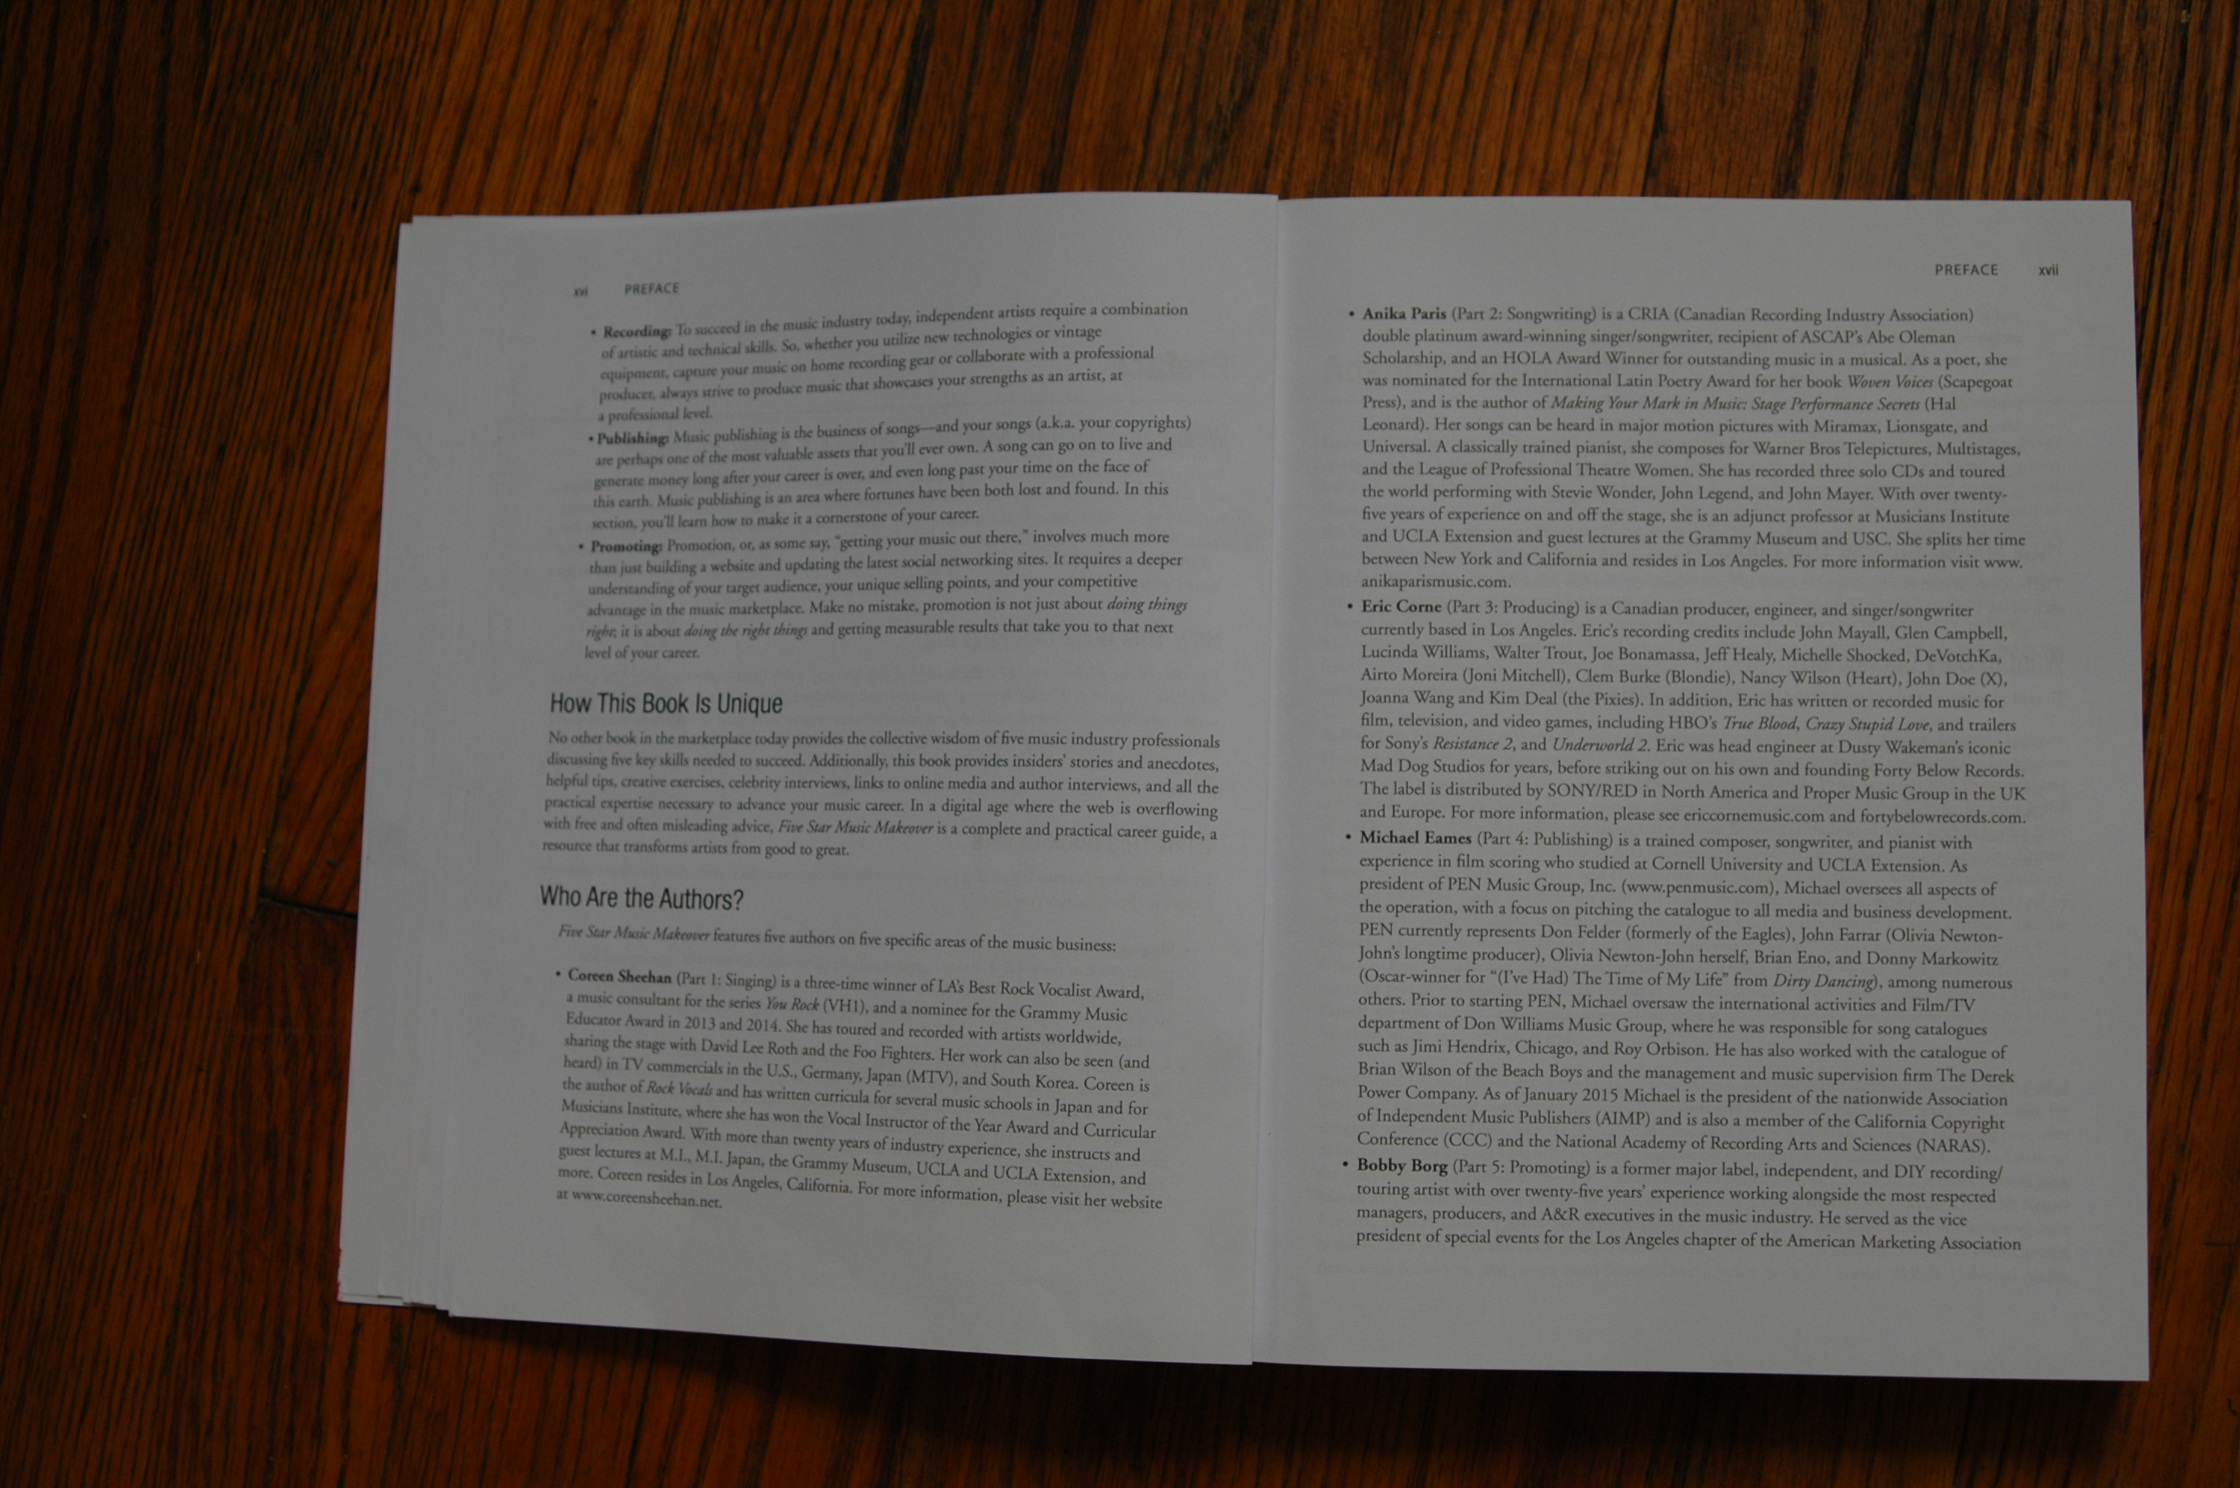 xvi PREFACE
• Recording: To succeed in the music industry today, independent artists require a combination
of artistic and technical skills. So, whether you utilize new technologies or vintage
equipment, capture your music on home recording gear or collaborate with a professional
producer, always strive to produce music that showcases your strengths as an artist, at
a professional level.
• Publishing: Music publishing is the business of songs—and your songs (a.k.a. your copyrights)
are perhaps one of the most valuable assets that you'll ever own. A song can go on to live and
generate money long after your career is over, and even long past your time on the face of
this earth. Music publishing is an area where fortunes have been both lost and found. In this
section, you'll learn how to make it a cornerstone of your career.
• Promoting: Promotion, or, as some say, "getting your music out there," involves much more
than just building a website and updating the latest social networking sites. It requires a deeper
understanding of your target audience, your unique selling points, and your competitive
advantage in the music marketplace. Make no mistake, promotion is not just about doing things
right; it is about doing the right things and getting measurable results that take you to that next
level of your career.
How This Book Is Unique
No other book in the marketplace today provides the collective wisdom of five music industry professionals
discussing five key skills needed to succeed. Additionally, this book provides insiders' stories and anecdotes,
helpful tips, creative exercises, celebrity interviews, links to online media and author interviews, and all the
practical expertise necessary to advance your music career. In a digital age where the web is overflowing
with free and often misleading advice, Five Star Music Makeover is a complete and practical career guide, a
resource that transforms artists from good to great.
Who Are the Authors?
Five Star Music Makeover features five authors on five specific areas of the music business:
• Coreen Sheehan (Part 1: Singing) is a three-time winner of LA's Best Rock Vocalist Award,
a music consultant for the series You Rock (VH1), and a nominee for the Grammy Music
Educator Award in 2013 and 2014. She has toured and recorded with artists worldwide,
sharing the stage with David Lee Roth and the Foo Fighters. Her work can also be seen (and
heard) in TV commercials in the U.S., Germany, Japan (MTV), and South Korea. Coreen is
the author of Rock Vocals and has written curricula for several music schools in Japan and for
Musicians Institute, where she has won the Vocal Instructor of the Year Award and Curricular
Appreciation Award. With more than twenty years of industry experience, she instructs and
guest lectures at M.I., M.I. Japan, the Grammy Museum, UCLA and UCLA Extension, and
more. Coreen resides in Los Angeles, California. For more information, please visit her website
at www.coreensheehan.net.
PREFACE xvii
• Anika Paris (Part 2: Songwriting) is a CRIA (Canadian Recording Industry Association)
double platinum award-winning singer/songwriter, recipient of ASCAP's Abe Oleman
Scholarship, and an HOLA Award Winner for outstanding music in a musical. As a poet, she
was nominated for the International Latin Poetry Award for her book Woven Voices (Scapegoat
Press), and is the author of Making Your Mark in Music: Stage Performance Secrets (Hal
Leonard). Her songs can be heard in major motion pictures with Miramax, Lionsgate, and
Universal. A classically trained pianist, she composes for Warner Bros Telepictures, Multistages,
and the League of Professional Theatre Women. She has recorded three solo CDs and toured
the world performing with Stevie Wonder, John Legend, and John Mayer. With over twenty-
five years of experience on and off the stage, she is an adjunct professor at Musicians Institute
and UCLA Extension and guest lectures at the Grammy Museum and USC. She splits her time
between New York and California and resides in Los Angeles. For more information visit www.
anikaparismusic.com.
• Eric Corne (Part 3: Producing) is a Canadian producer, engineer, and singer/songwriter
currently based in Los Angeles. Eric's recording credits include John Mayall, Glen Campbell,
Lucinda Williams, Walter Trout, Joe Bonamassa, Jeff Healy, Michelle Shocked, DeVotchKa,
Airto Moreira (Joni Mitchell), Clem Burke (Blondie), Nancy Wilson (Heart), John Doe (X),
Joanna Wang and Kim Deal (the Pixies). In addition, Eric has written or recorded music for
film, television, and video games, including HBO's True Blood, Crazy Stupid Love, and trailers
for Sony's Resistance 2, and Underworld 2. Eric was head engineer at Dusty Wakeman's iconic
Mad Dog Studios for years, before striking out on his own and founding Forty Below Records.
The label is distributed by SONY/RED in North America and Proper Music Group in the UK
and Europe. For more information, please see ericcornemusic.com and fortybelowrecords.com.
• Michael Eames (Part 4: Publishing) is a trained composer, songwriter, and pianist with
experience in film scoring who studied at Cornell University and UCLA Extension. As
president of PEN Music Group, Inc. (www.penmusic.com), Michael oversees all aspects of
the operation, with a focus on pitching the catalogue to all media and business development.
PEN currently represents Don Felder (formerly of the Eagles), John Farrar (Olivia Newton-
John's longtime producer), Olivia Newton-John herself, Brian Eno, and Donny Markowitz
(Oscar-winner for "(I've Had) The Time of My Life" from Dirty Dancing), among numerous
others. Prior to starting PEN, Michael oversaw the international activities and Film/TV
department of Don Williams Music Group, where he was responsible for song catalogues
such as Jimi Hendrix, Chicago, and Roy Orbison. He has also worked with the catalogue of
Brian Wilson of the Beach Boys and the management and music supervision firm The Derek
Power Company. As of January 2015 Michael is the president of the nationwide Association
of Independent Music Publishers (AIMP) and is also a member of the California Copyright
Conference (CCC) and the National Academy of Recording Arts and Sciences (NARAS).
• Bobby Borg (Part 5: Promoting) is a former major label, independent, and DIY recording/
touring artist with over twenty-five years' experience working alongside the most respected
managers, producers, and A&R executives in the music industry. He served as the vice
president of special events for the Los Angeles chapter of the American Marketing Association